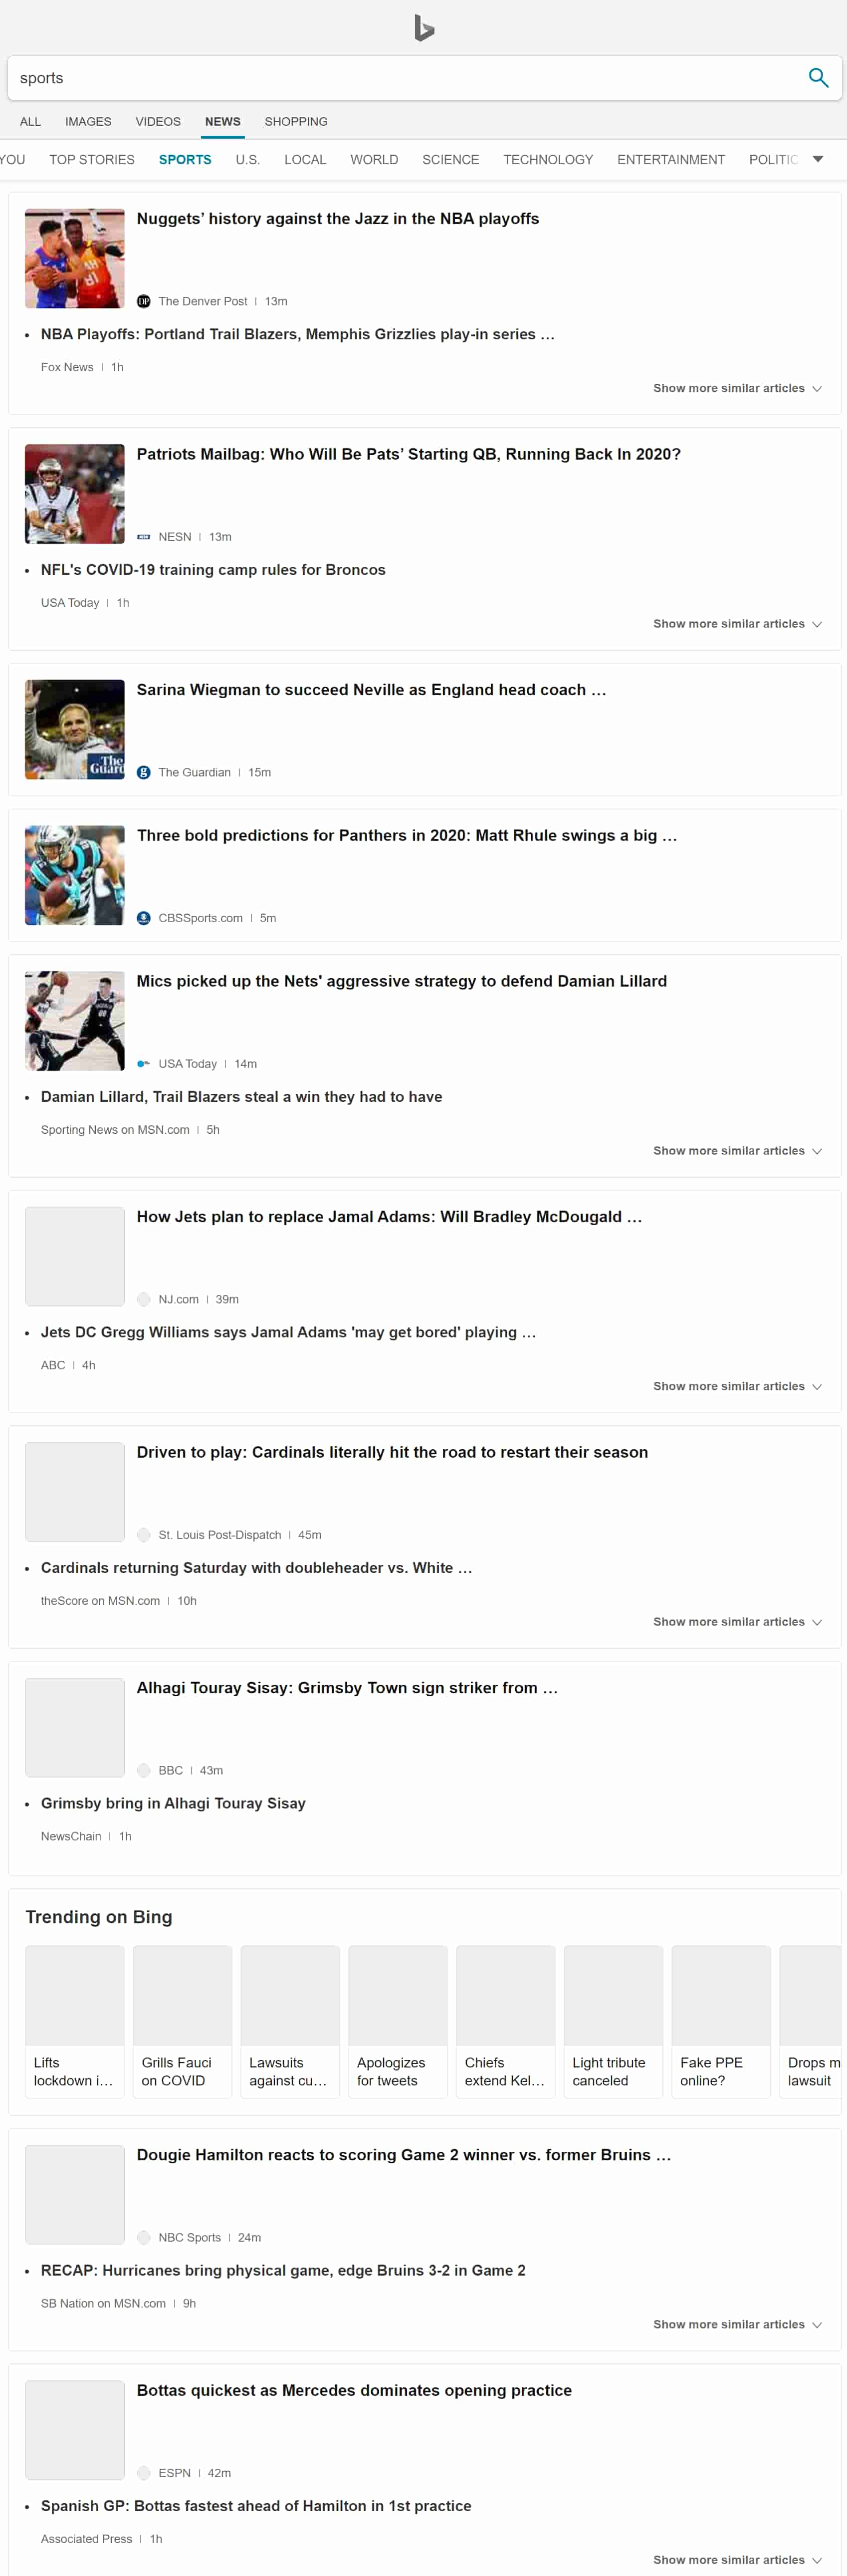 sports
ALL IMAGES VIDEOS NEWS SHOPPING
YOU TOP STORIES SPORTS U.S. LOCAL WORLD SCIENCE TECHNOLOGY ENTERTAINMENT POLITIC
Nuggets’ history against the Jazz in the NBA playoffs
DP The Denver Post | 13m
• NBA Playoffs: Portland Trail Blazers, Memphis Grizzlies play-in series …
Fox News | 1h
Show more similar articles
Patriots Mailbag: Who Will Be Pats’ Starting QB, Running Back In 2020?
NESN | 13m
• NFL's COVID-19 training camp rules for Broncos
USA Today | 1h
Show more similar articles
Sarina Wiegman to succeed Neville as England head coach …
The
Guard
g The Guardian | 15m
Three bold predictions for Panthers in 2020: Matt Rhule swings a big …
CBSSports.com | 5m
Mics picked up the Nets' aggressive strategy to defend Damian Lillard
USA Today | 14m
• Damian Lillard, Trail Blazers steal a win they had to have
Sporting News on MSN.com | 5h
Show more similar articles
How Jets plan to replace Jamal Adams: Will Bradley McDougald …
NJ.com | 39m
• Jets DC Gregg Williams says Jamal Adams 'may get bored' playing …
ABC | 4h
Show more similar articles
Driven to play: Cardinals literally hit the road to restart their season
St. Louis Post-Dispatch | 45m
• Cardinals returning Saturday with doubleheader vs. White …
theScore on MSN.com | 10h
Show more similar articles
Alhagi Touray Sisay: Grimsby Town sign striker from …
BBC | 43m
• Grimsby bring in Alhagi Touray Sisay
NewsChain | 1h
Trending on Bing
Lifts
lockdown i…
Grills Fauci
on COVID
Lawsuits
against cu…
Apologizes
for tweets
Chiefs
extend Kel…
Light tribute
canceled
Fake PPE
online?
Drops m
lawsuit
Dougie Hamilton reacts to scoring Game 2 winner vs. former Bruins …
NBC Sports | 24m
• RECAP: Hurricanes bring physical game, edge Bruins 3-2 in Game 2
SB Nation on MSN.com | 9h
Show more similar articles
Bottas quickest as Mercedes dominates opening practice
ESPN | 42m
• Spanish GP: Bottas fastest ahead of Hamilton in 1st practice
Associated Press | 1h
Show more similar articles